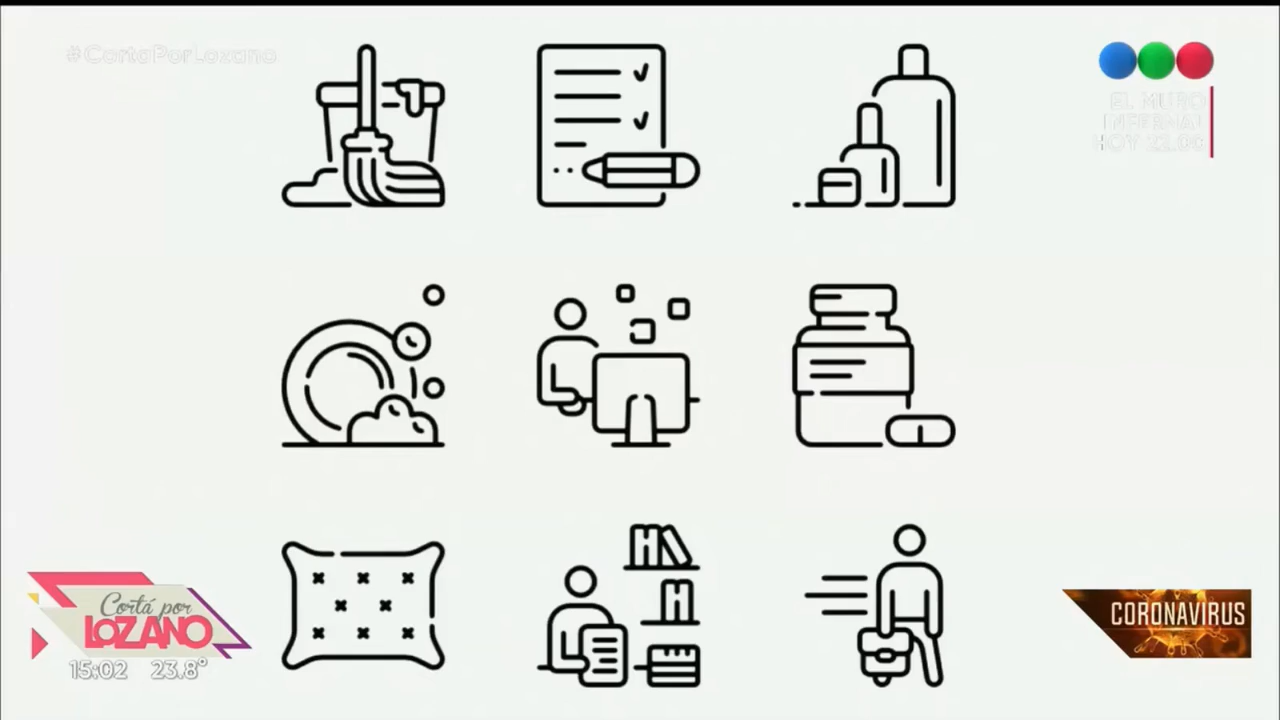 #CortaPorLozano
EL MURO
INFERNAL
HOY 22.00
Cortá por
LOZANO
15:02 23.8°
CORONAVIRUS